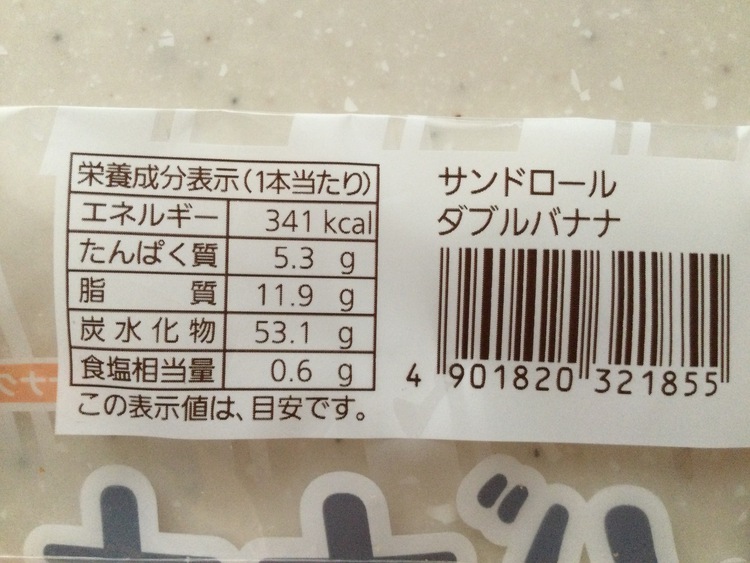 栄養成分表示(1本当たり)
エネルギー 341 kcal
たんぱく質 5.3 g
脂質 11.9 g
炭水化物 53.1 g
食塩相当量 0.6 g
この表示値は、目安です。
サンドロール
ダブルバナナ
4 901820 321855